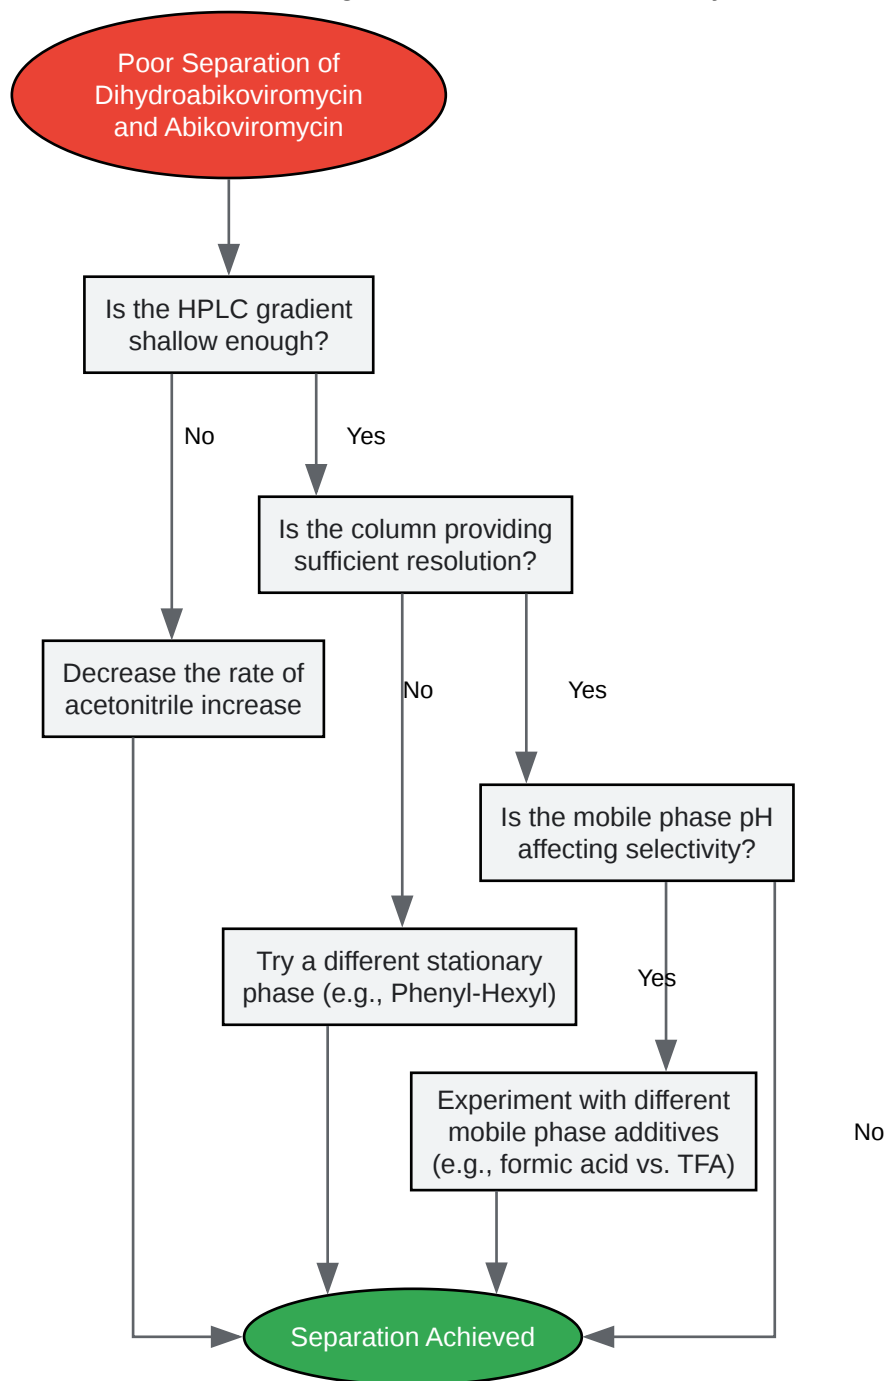 Poor Separation of
Dihydroabikoviromycin
and Abikoviromycin
Is the HPLC gradient
shallow enough?
No
Yes
Is the column providing
sufficient resolution?
Decrease the rate of
acetonitrile increase
No
Yes
Is the mobile phase pH
affecting selectivity?
Try a different stationary
phase (e.g., Phenyl-Hexyl)
Yes
Experiment with different
mobile phase additives
(e.g., formic acid vs. TFA)
No
Separation Achieved